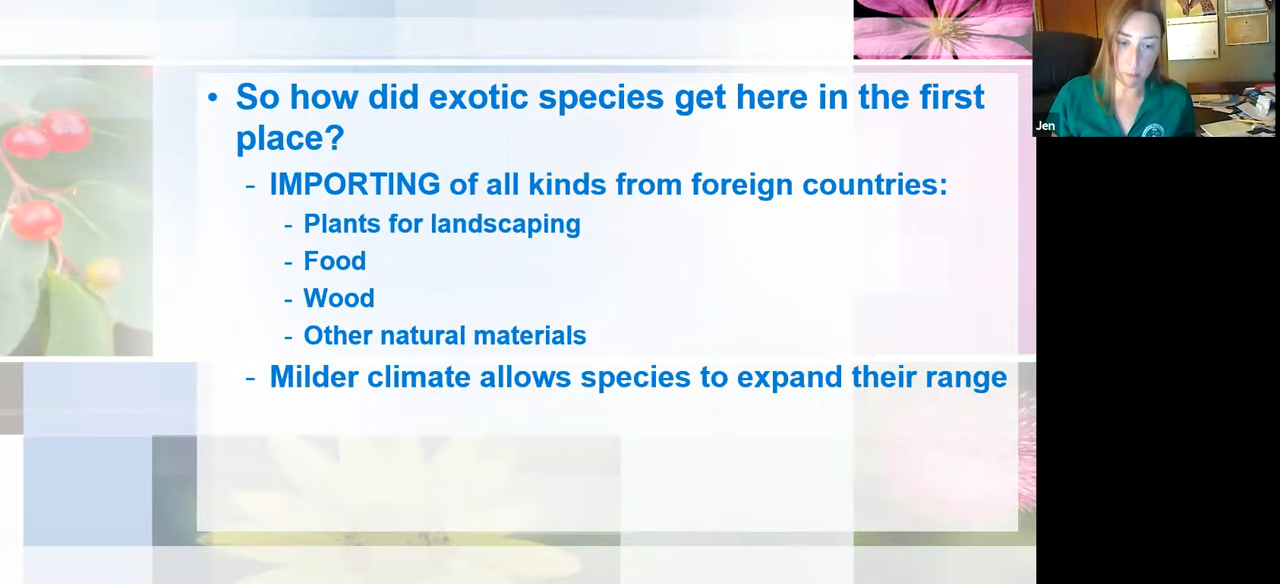 • So how did exotic species get here in the first
place?
- IMPORTING of all kinds from foreign countries:
- Plants for landscaping
- Food
- Wood
- Other natural materials
- Milder climate allows species to expand their range
Jen